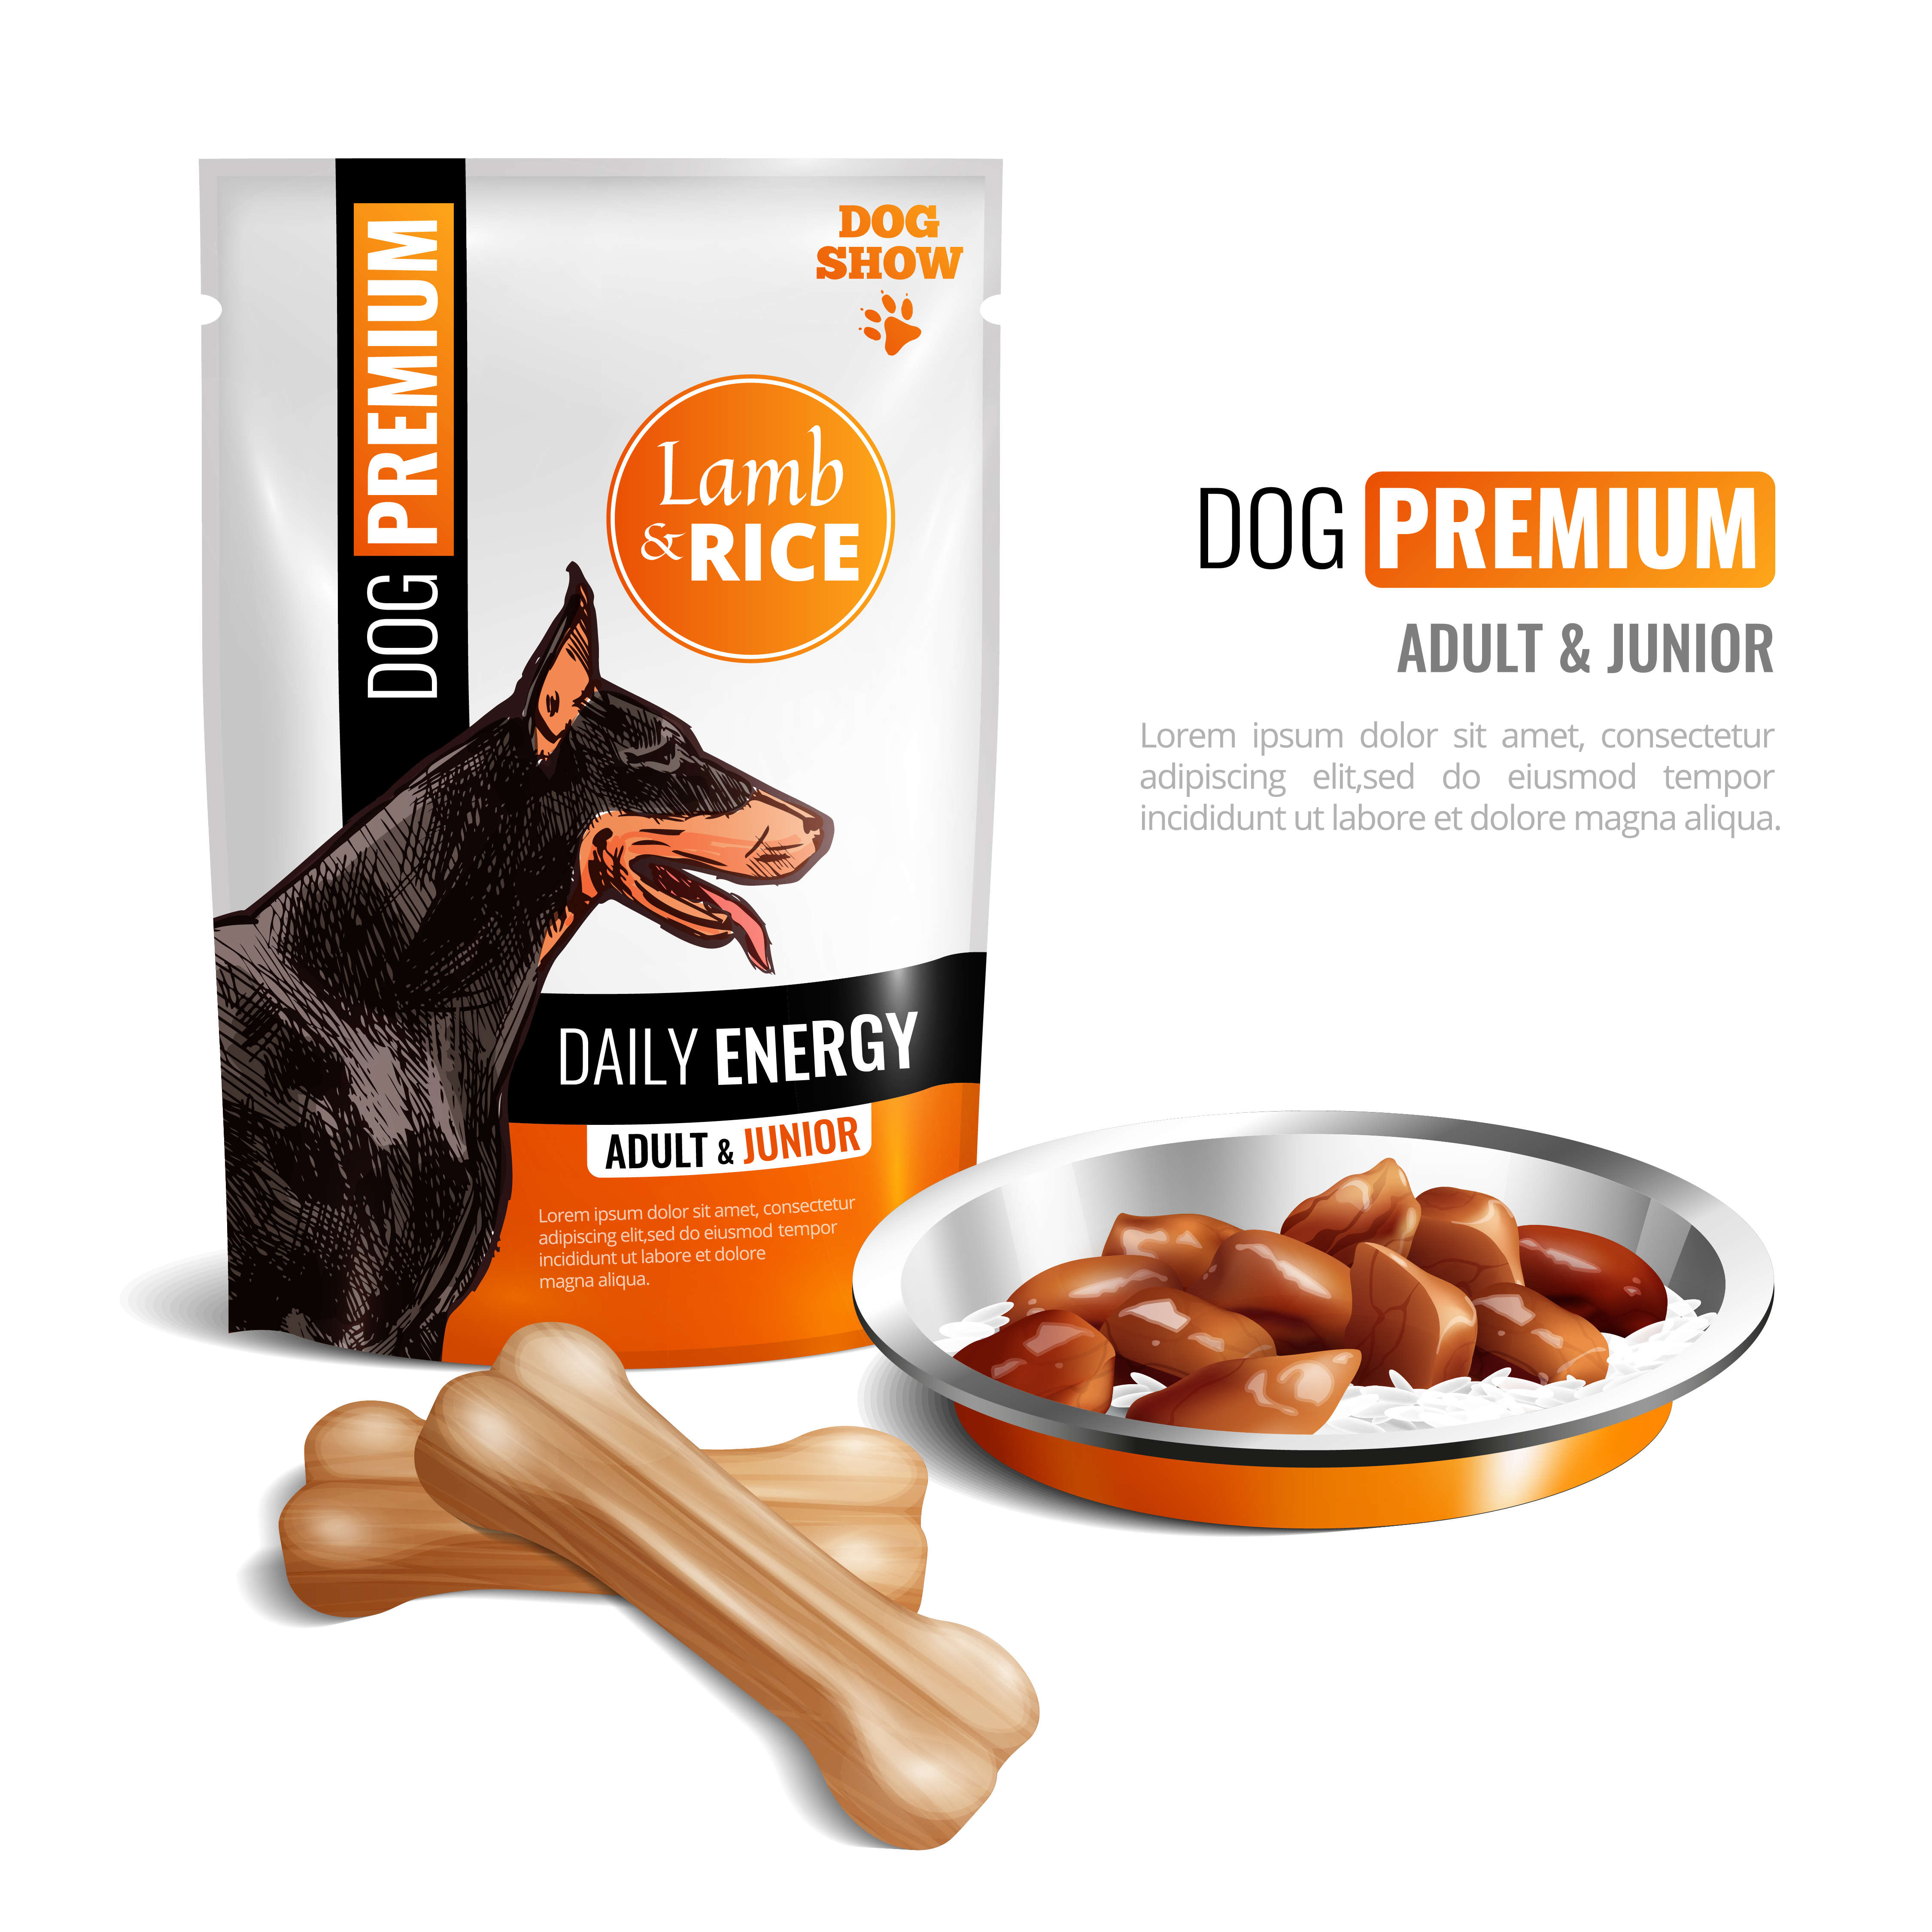 DOG PREMIUM
DOG
SHOW
Lamb
& RICE
DAILY ENERGY
ADULT & JUNIOR
Lorem ipsum dolor sit amet, consectetur
adipiscing elit,sed do eiusmod tempor
incididunt ut labore et dolore
magna aliqua.
DOG PREMIUM
ADULT & JUNIOR
Lorem ipsum dolor sit amet, consectetur
adipiscing elit,sed do eiusmod tempor
incididunt ut labore et dolore magna aliqua.